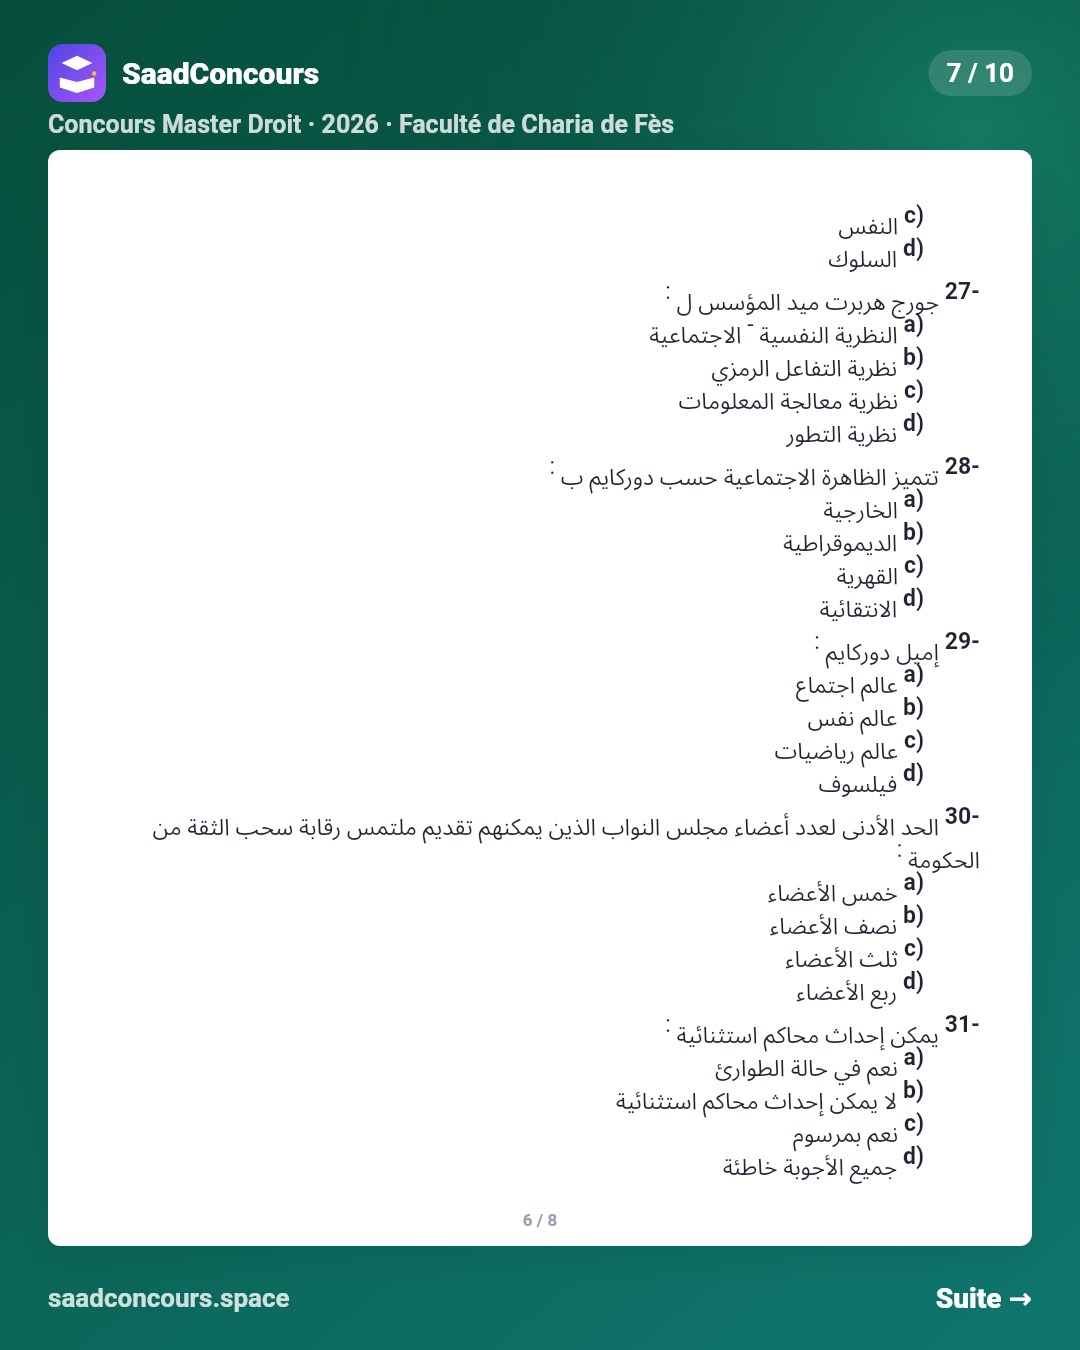 SaadConcours
7 / 10
Concours Master Droit · 2026 · Faculté de Charia de Fès
c) النفس
d) السلوك
27- جورج هربرت ميد المؤسس ل :
a) النظرية النفسية - الاجتماعية
b) نظرية التفاعل الرمزي
c) نظرية معالجة المعلومات
d) نظرية التطور
28- تتميز الظاهرة الاجتماعية حسب دوركايم ب :
a) الخارجية
b) الديموقراطية
c) القهرية
d) الانتقائية
29- إميل دوركايم :
a) عالم اجتماع
b) عالم نفس
c) عالم رياضيات
d) فيلسوف
30- الحد الأدنى لعدد أعضاء مجلس النواب الذين يمكنهم تقديم ملتمس رقابة سحب الثقة من
الحكومة :
a) خمس الأعضاء
b) نصف الأعضاء
c) ثلث الأعضاء
d) ربع الأعضاء
31- يمكن إحداث محاكم استثنائية :
a) نعم في حالة الطوارئ
b) لا يمكن إحداث محاكم استثنائية
c) نعم بمرسوم
d) جميع الأجوبة خاطئة
6 / 8
saadconcours.space
Suite →